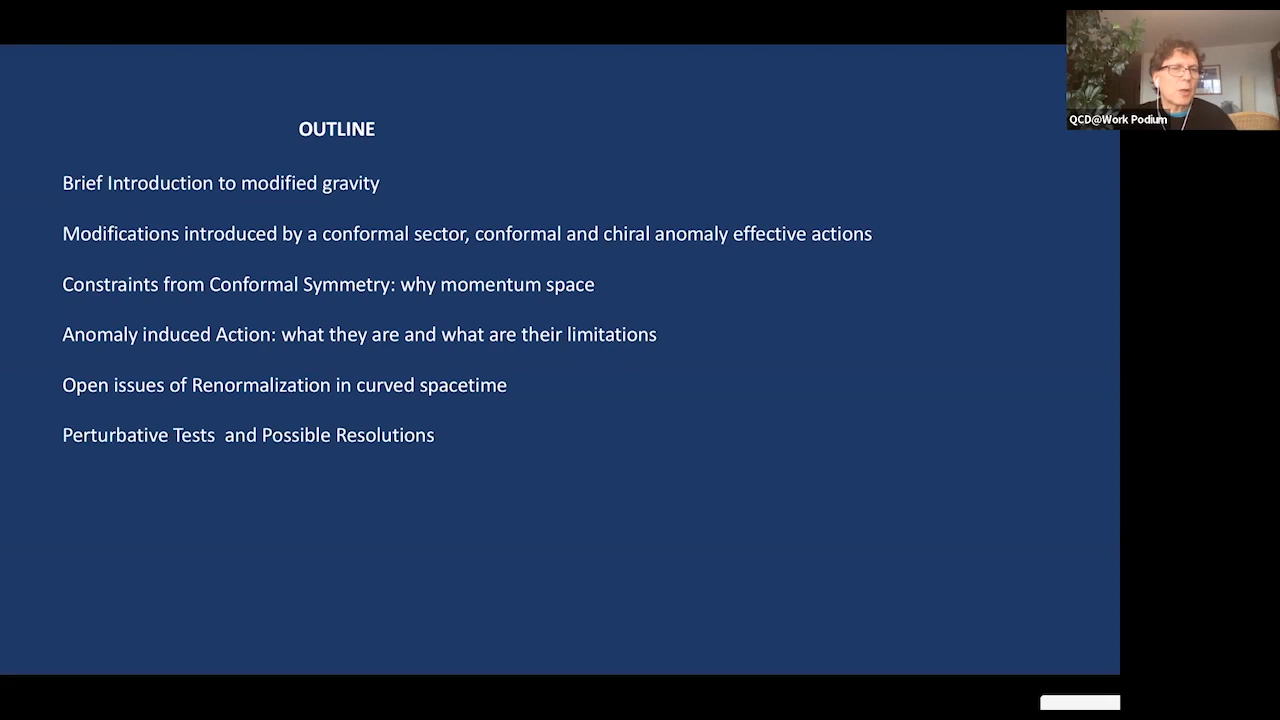 OUTLINE
Brief Introduction to modified gravity
Modifications introduced by a conformal sector, conformal and chiral anomaly effective actions
Constraints from Conformal Symmetry: why momentum space
Anomaly induced Action: what they are and what are their limitations
Open issues of Renormalization in curved spacetime
Perturbative Tests  and Possible Resolutions
QCD@Work Podium